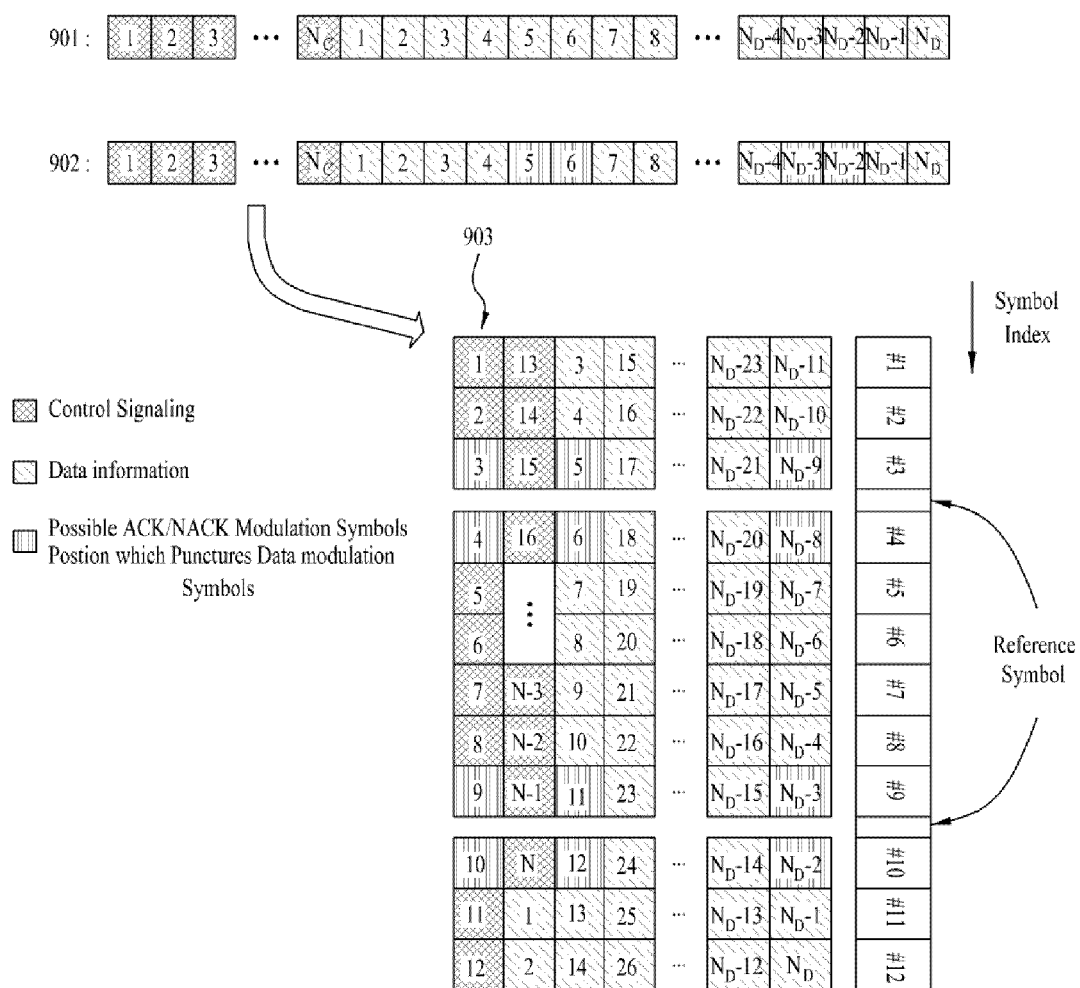 901 : 1 2 3 ••• N_C 1 2 3 4 5 6 7 8 ••• N_D-4 N_D-3 N_D-2 N_D-1 N_D
902 : 1 2 3 ••• N_C 1 2 3 4 5 6 7 8 ••• N_D-4 N_D-3 N_D-2 N_D-1 N_D
903
Symbol
Index
1 13 3 15 ... N_D-23 N_D-11 #1
2 14 4 16 ... N_D-22 N_D-10 #2
3 15 5 17 N_D-21 N_D-9 #3
4 16 6 18 ... N_D-20 N_D-8 #4
5 ••• 7 19 ... N_D-19 N_D-7 #5
6 8 20 ... N_D-18 N_D-6 #6
7 N-3 9 21 ... N_D-17 N_D-5 #7
8 N-2 10 22 ... N_D-16 N_D-4 #8
9 N-1 11 23 ... N_D-15 N_D-3 #9
10 N 12 24 ... N_D-14 N_D-2 #10
11 1 13 25 ... N_D-13 N_D-1 #11
12 2 14 26 ... N_D-12 N_D #12
Control Signaling
Data information
Possible ACK/NACK Modulation Symbols
Postion which Punctures Data modulation
Symbols
Reference
Symbol